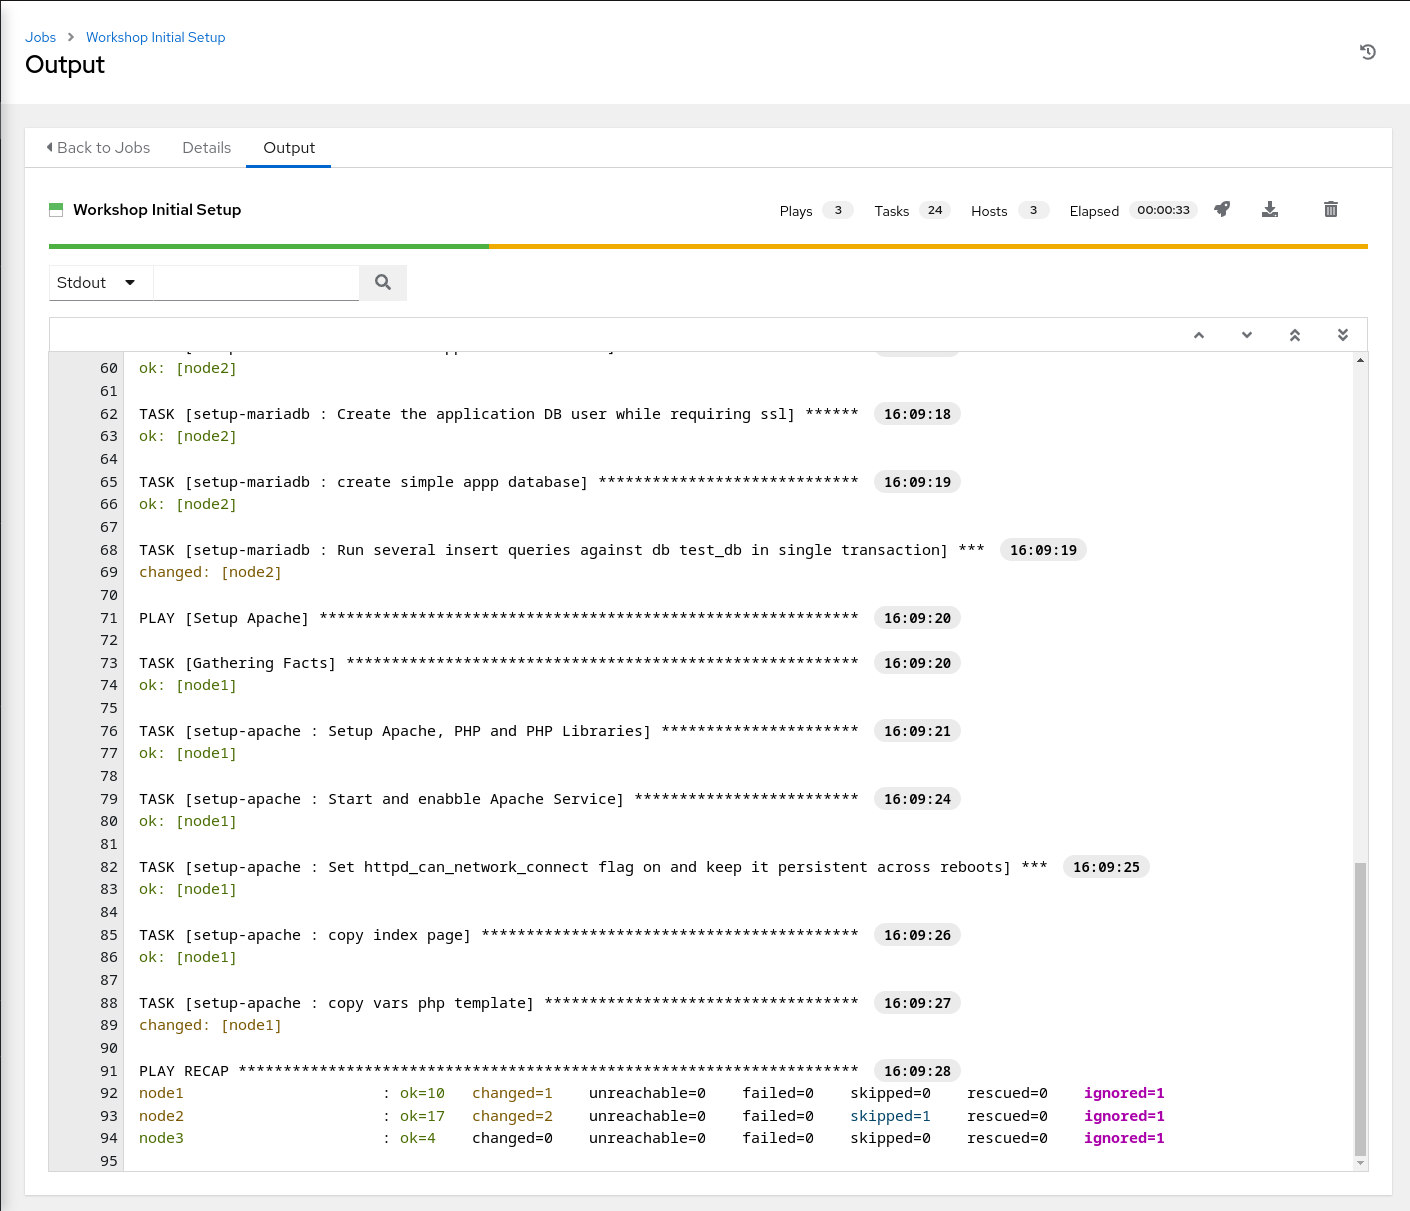 Jobs > Workshop Initial Setup
Output
Back to Jobs Details Output
Workshop Initial Setup Plays 3 Tasks 24 Hosts 3 Elapsed 00:00:33
Stdout
60 ok: [node2]
61
62 TASK [setup-mariadb : Create the application DB user while requiring ssl] ****** 16:09:18
63 ok: [node2]
64
65 TASK [setup-mariadb : create simple appp database] ***************************** 16:09:19
66 ok: [node2]
67
68 TASK [setup-mariadb : Run several insert queries against db test_db in single transaction] *** 16:09:19
69 changed: [node2]
70
71 PLAY [Setup Apache] ************************************************************ 16:09:20
72
73 TASK [Gathering Facts] ********************************************************* 16:09:20
74 ok: [node1]
75
76 TASK [setup-apache : Setup Apache, PHP and PHP Libraries] ********************** 16:09:21
77 ok: [node1]
78
79 TASK [setup-apache : Start and enabble Apache Service] ************************* 16:09:24
80 ok: [node1]
81
82 TASK [setup-apache : Set httpd_can_network_connect flag on and keep it persistent across reboots] *** 16:09:25
83 ok: [node1]
84
85 TASK [setup-apache : copy index page] ****************************************** 16:09:26
86 ok: [node1]
87
88 TASK [setup-apache : copy vars php template] *********************************** 16:09:27
89 changed: [node1]
90
91 PLAY RECAP ********************************************************************* 16:09:28
92 node1 : ok=10 changed=1 unreachable=0 failed=0 skipped=0 rescued=0 ignored=1
93 node2 : ok=17 changed=2 unreachable=0 failed=0 skipped=1 rescued=0 ignored=1
94 node3 : ok=4 changed=0 unreachable=0 failed=0 skipped=0 rescued=0 ignored=1
95